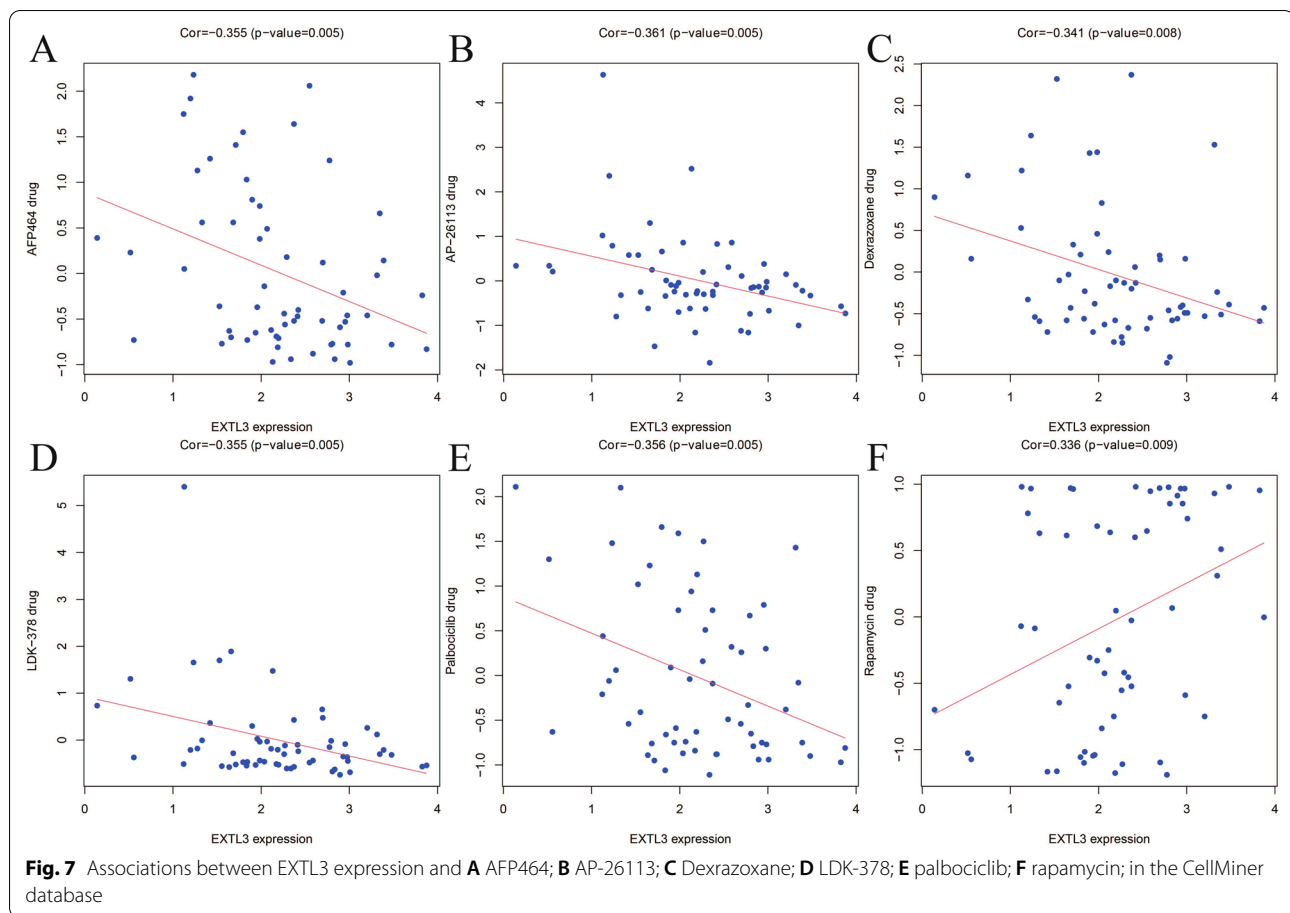 A
Cor=−0.355 (p−value=0.005)
AFP464 drug
2.0
1.5
1.0
0.5
0.0
−0.5
−1.0
0 1 2 3 4
EXTL3 expression
B
Cor=−0.361 (p−value=0.005)
AP−26113 drug
4
3
2
1
0
−1
−2
0 1 2 3 4
EXTL3 expression
C
Cor=−0.341 (p−value=0.008)
Dexrazoxane drug
2.5
2.0
1.5
1.0
0.5
0.0
−0.5
−1.0
0 1 2 3 4
EXTL3 expression
D
Cor=−0.355 (p−value=0.005)
LDK−378 drug
5
4
3
2
1
0
0 1 2 3 4
EXTL3 expression
E
Cor=−0.356 (p−value=0.005)
Palbociclib drug
2.0
1.5
1.0
0.5
0.0
−0.5
−1.0
0 1 2 3 4
EXTL3 expression
F
Cor=0.336 (p−value=0.009)
Rapamycin drug
1.0
0.5
0.0
−0.5
−1.0
0 1 2 3 4
EXTL3 expression
Fig. 7 Associations between EXTL3 expression and A AFP464; B AP-26113; C Dexrazoxane; D LDK-378; E palbociclib; F rapamycin; in the CellMiner
database